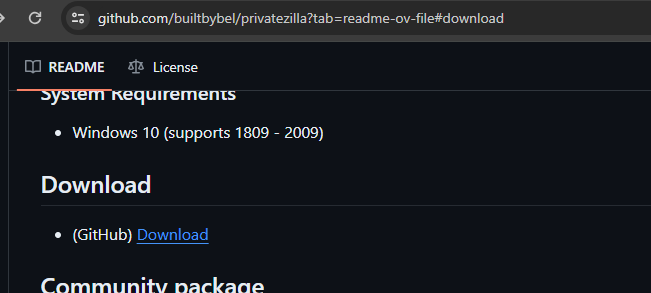 github.com/builtbybel/privatezilla?tab=readme-ov-file#download
README License
System Requirements
Windows 10 (supports 1809 - 2009)
Download
(GitHub) Download
Community package